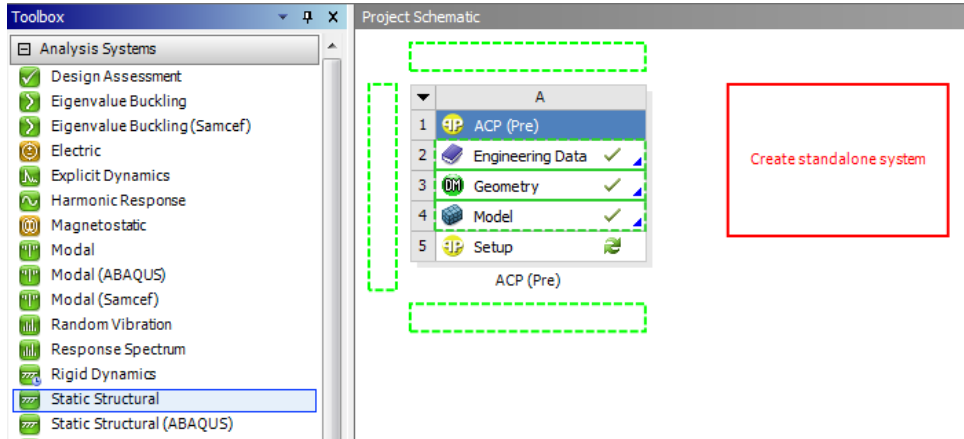 Toolbox
Analysis Systems
Design Assessment
Eigenvalue Buckling
Eigenvalue Buckling (Samcef)
Electric
Explicit Dynamics
Harmonic Response
Magnetostatic
Modal
Modal (ABAQUS)
Modal (Samcef)
Random Vibration
Response Spectrum
Rigid Dynamics
Static Structural
Static Structural (ABAQUS)
Project Schematic
A
1 ACP (Pre)
2 Engineering Data
3 Geometry
4 Model
5 Setup
ACP (Pre)
Create standalone system